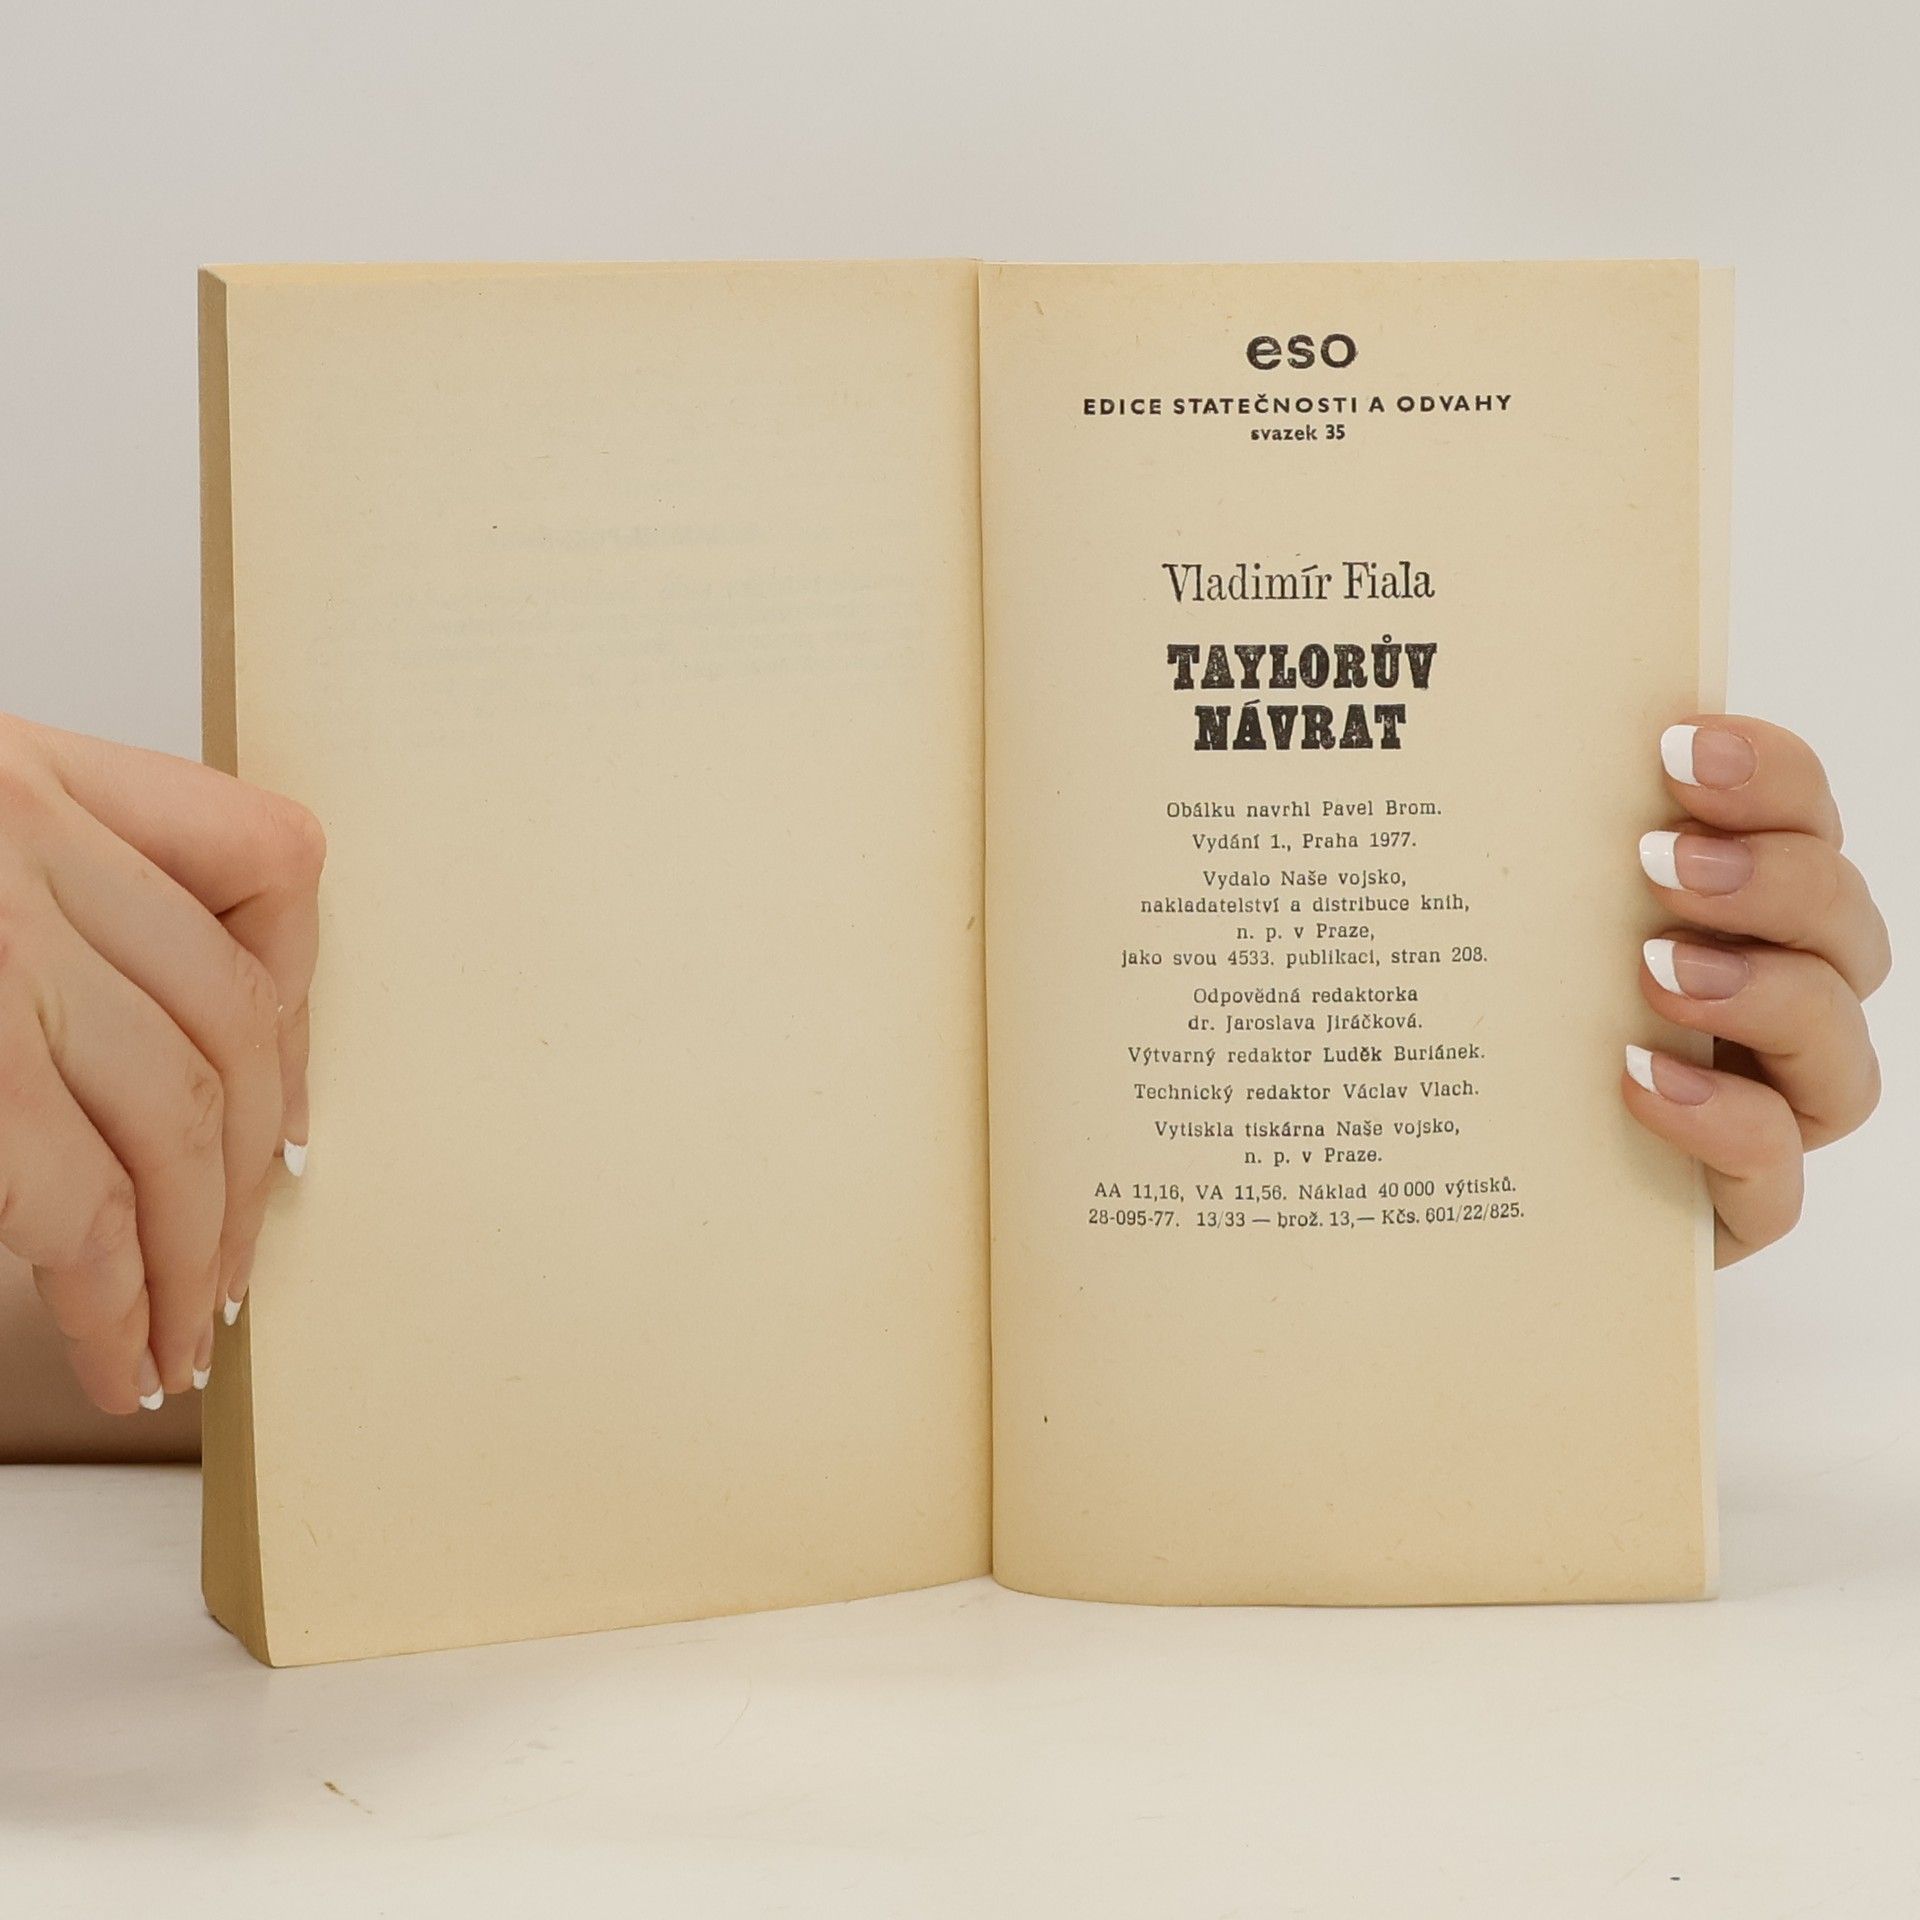 eso
EDICE STATEČNOSTI A ODVAHY
svazek 35
Vladimír Fiala
TAYLORŮV
NÁVRAT
Obálku navrhl Pavel Brom.
Vydání 1., Praha 1977.
Vydalo Naše vojsko,
nakladatelství a distribuce knih,
n. p. v Praze,
jako svou 4533. publikaci, stran 208.
Odpovědná redaktorka
dr. Jaroslava Jiráčková.
Výtvarný redaktor Luděk Buriánek.
Technický redaktor Václav Vlach.
Vytiskla tiskárna Naše vojsko,
n. p. v Praze.
AA 11,16, VA 11,56. Náklad 40 000 výtisků.
28-095-77. 13/33 — brož. 13,— Kčs. 601/22/825.